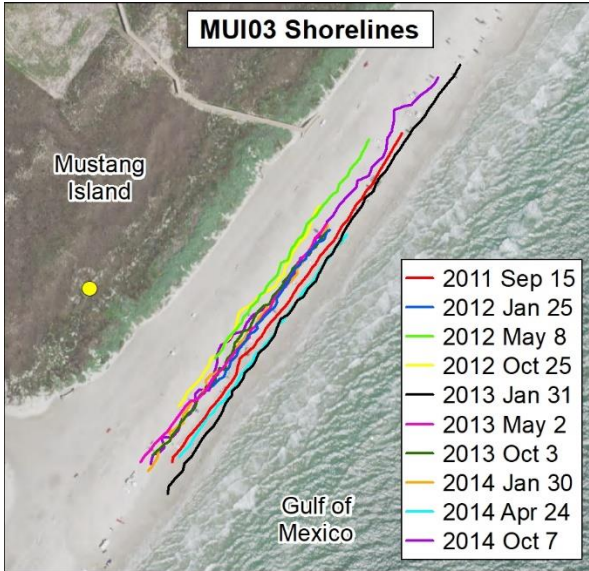 MUI03 Shorelines
Mustang
Island
2011 Sep 15
2012 Jan 25
2012 May 8
2012 Oct 25
2013 Jan 31
2013 May 2
2013 Oct 3
2014 Jan 30
2014 Apr 24
2014 Oct 7
Gulf of
Mexico